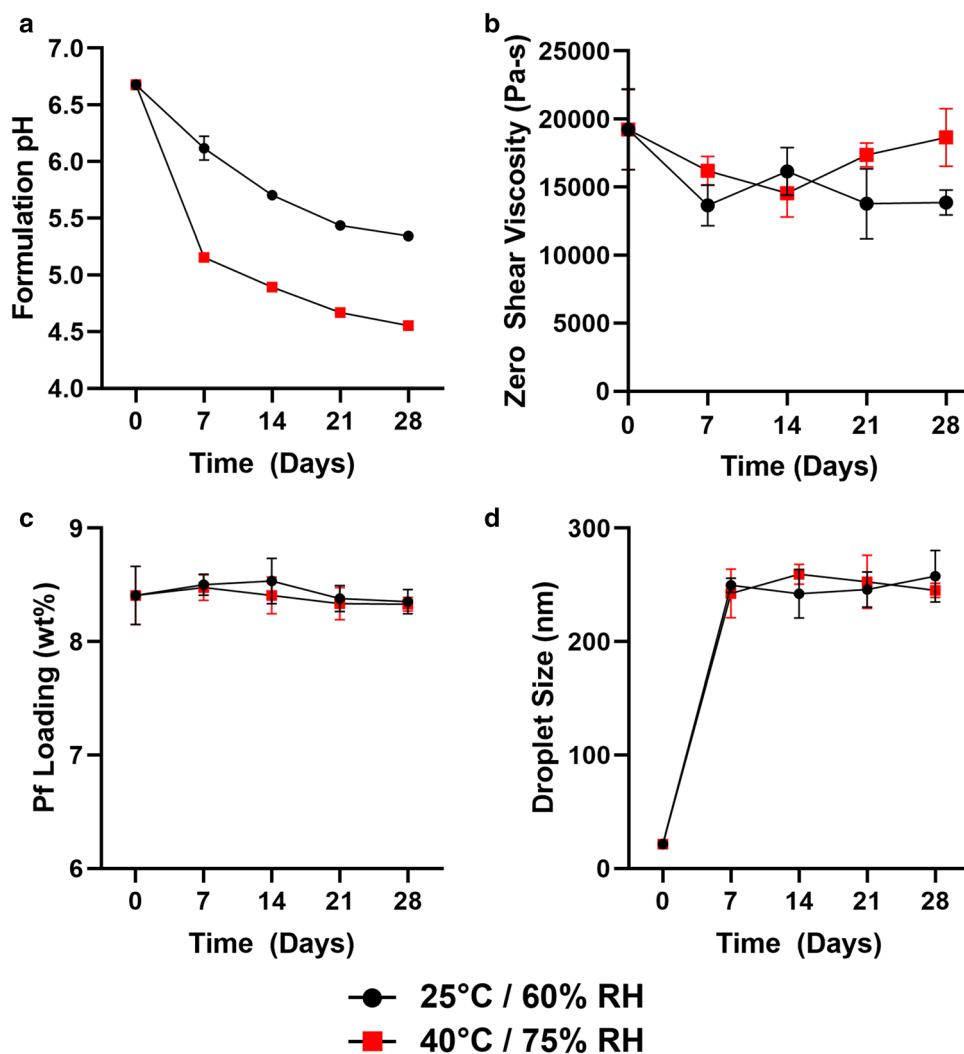 a
Formulation pH
7.0
6.5
6.0
5.5
5.0
4.5
4.0
0 7 14 21 28
Time (Days)
b
Zero Shear Viscosity (Pa-s)
25000
20000
15000
10000
5000
0
0 7 14 21 28
Time (Days)
c
Pf Loading (wt%)
9
8
7
6
0 7 14 21 28
Time (Days)
d
Droplet Size (nm)
300
200
100
0
0 7 14 21 28
Time (Days)
25°C / 60% RH
40°C / 75% RH